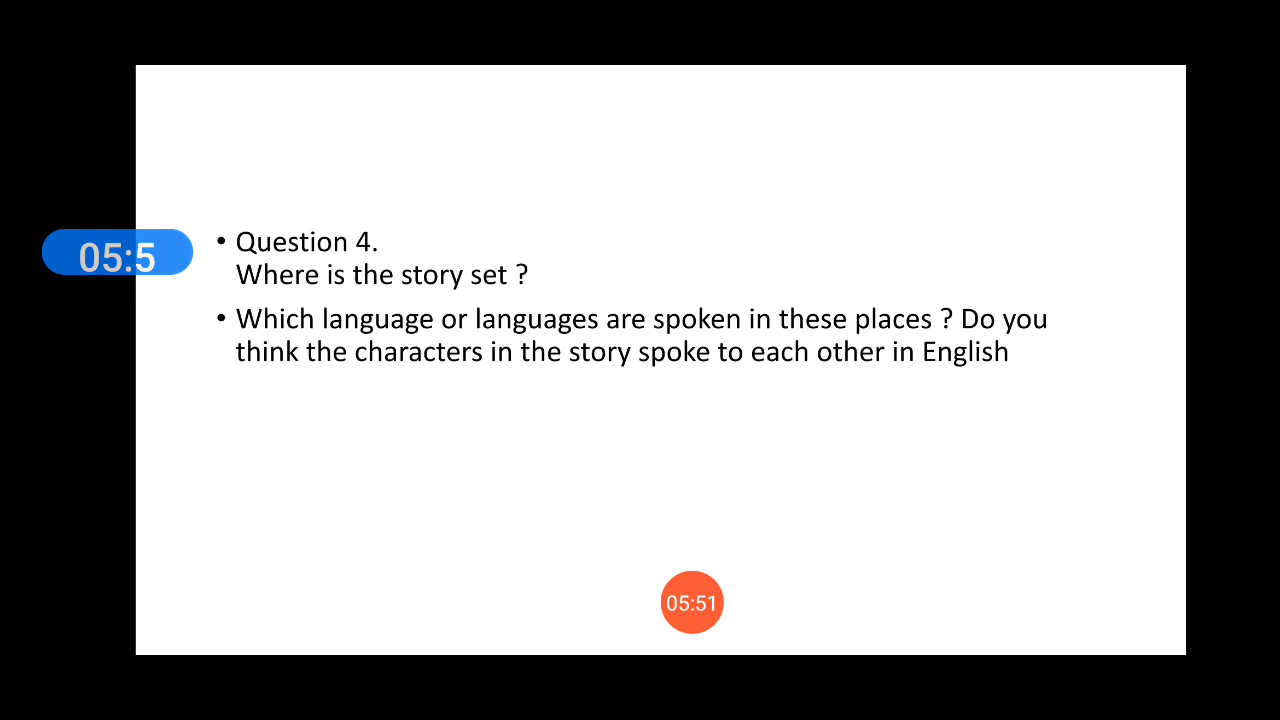 • Question 4.
Where is the story set ?
• Which language or languages are spoken in these places ? Do you
think the characters in the story spoke to each other in English
05:5
05:51